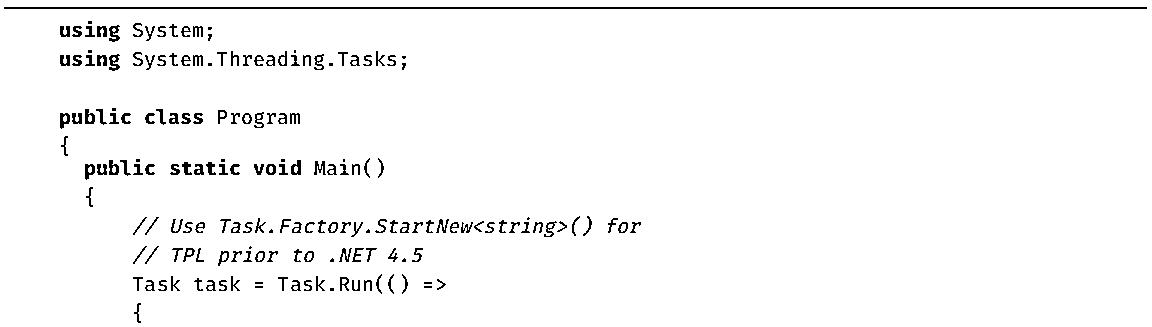 using System;
using System.Threading.Tasks;
public class Program
{
public static void Main()
{
// Use Task.Factory.StartNew<string>() for
// TPL prior to .NET 4.5
Task task = Task.Run(() =>
{